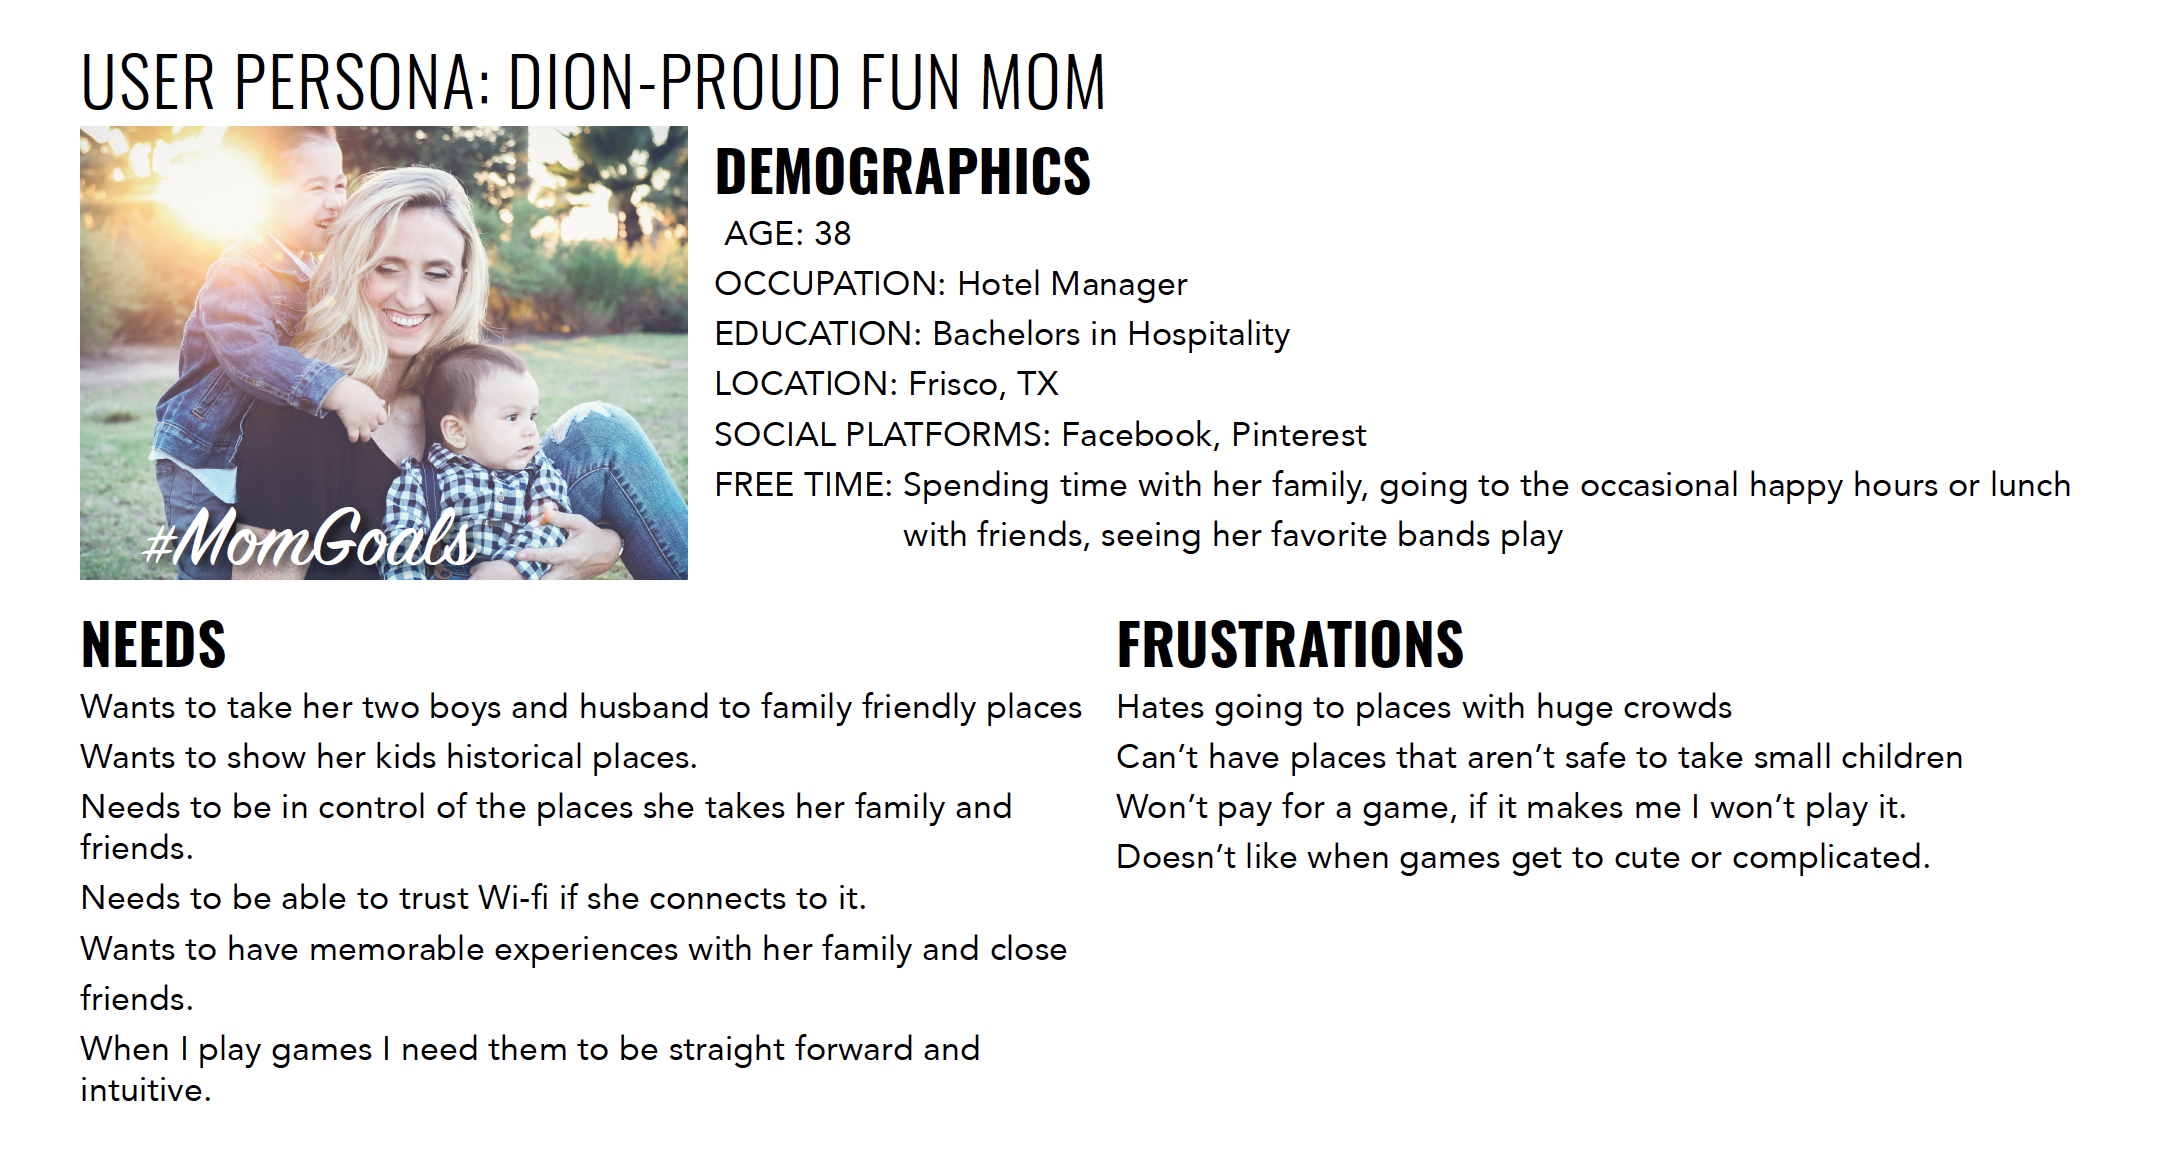 USER PERSONA: DION-PROUD FUN MOM
#MomGoals
DEMOGRAPHICS
AGE: 38
OCCUPATION: Hotel Manager
EDUCATION: Bachelors in Hospitality
LOCATION: Frisco, TX
SOCIAL PLATFORMS: Facebook, Pinterest
FREE TIME: Spending time with her family, going to the occasional happy hours or lunch
with friends, seeing her favorite bands play
NEEDS
Wants to take her two boys and husband to family friendly places
Wants to show her kids historical places.
Needs to be in control of the places she takes her family and
friends.
Needs to be able to trust Wi-fi if she connects to it.
Wants to have memorable experiences with her family and close
friends.
When I play games I need them to be straight forward and
intuitive.
FRUSTRATIONS
Hates going to places with huge crowds
Can’t have places that aren’t safe to take small children
Won’t pay for a game, if it makes me I won’t play it.
Doesn’t like when games get to cute or complicated.